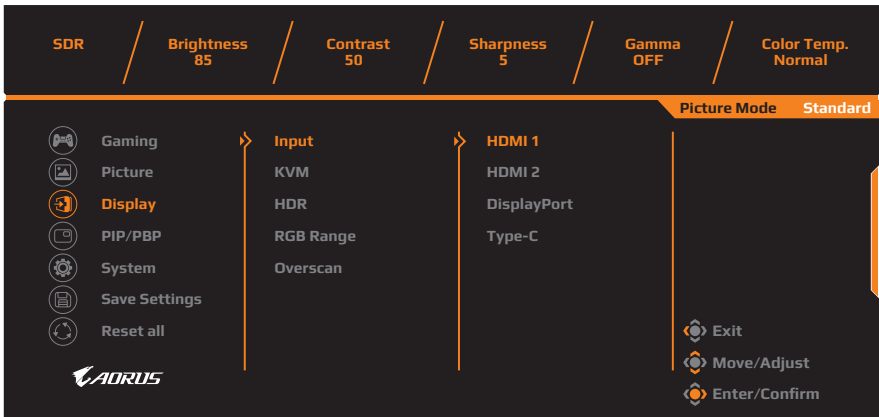 SDR
Brightness
85
Contrast
50
Sharpness
5
Gamma
OFF
Color Temp.
Normal
Picture Mode Standard
Gaming
Picture
Display
PIP/PBP
System
Save Settings
Reset all
Input
KVM
HDR
RGB Range
Overscan
HDMI 1
HDMI 2
DisplayPort
Type-C
Exit
Move/Adjust
Enter/Confirm
AORUS